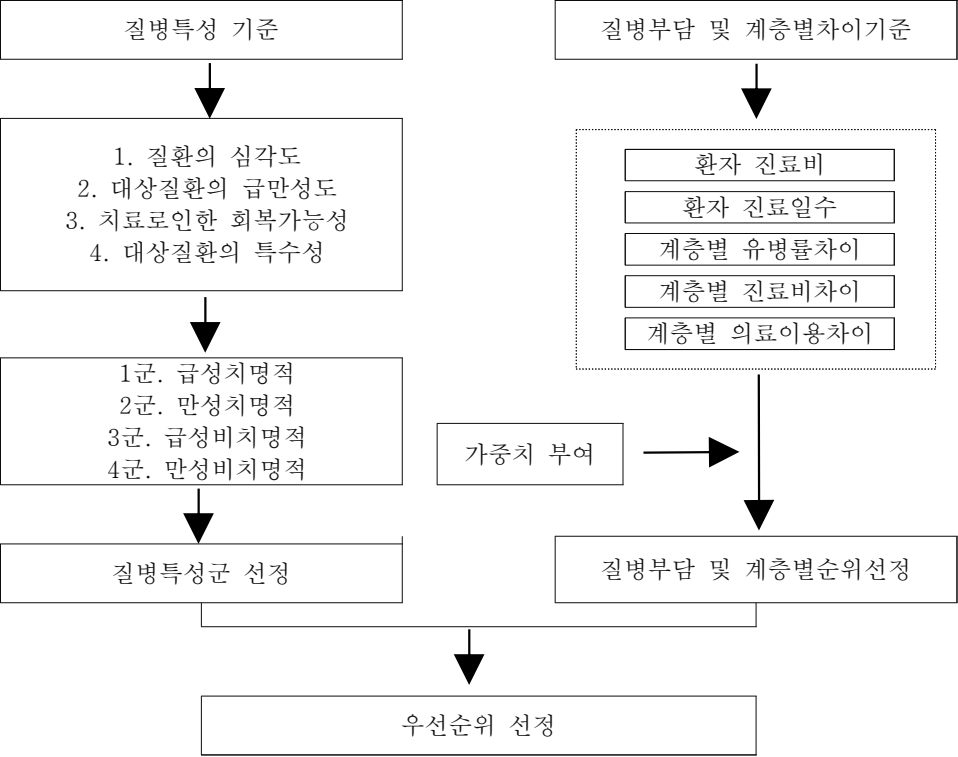 질병특성 기준
질병부담 및 계층별차이기준
1. 질환의 심각도
2. 대상질환의 급만성도
3. 치료로인한 회복가능성
4. 대상질환의 특수성
환자 진료비
환자 진료일수
계층별 유병률차이
계층별 진료비차이
계층별 의료이용차이
1군. 급성치명적
2군. 만성치명적
3군. 급성비치명적
4군. 만성비치명적
가중치 부여
질병특성군 선정
질병부담 및 계층별순위선정
우선순위 선정